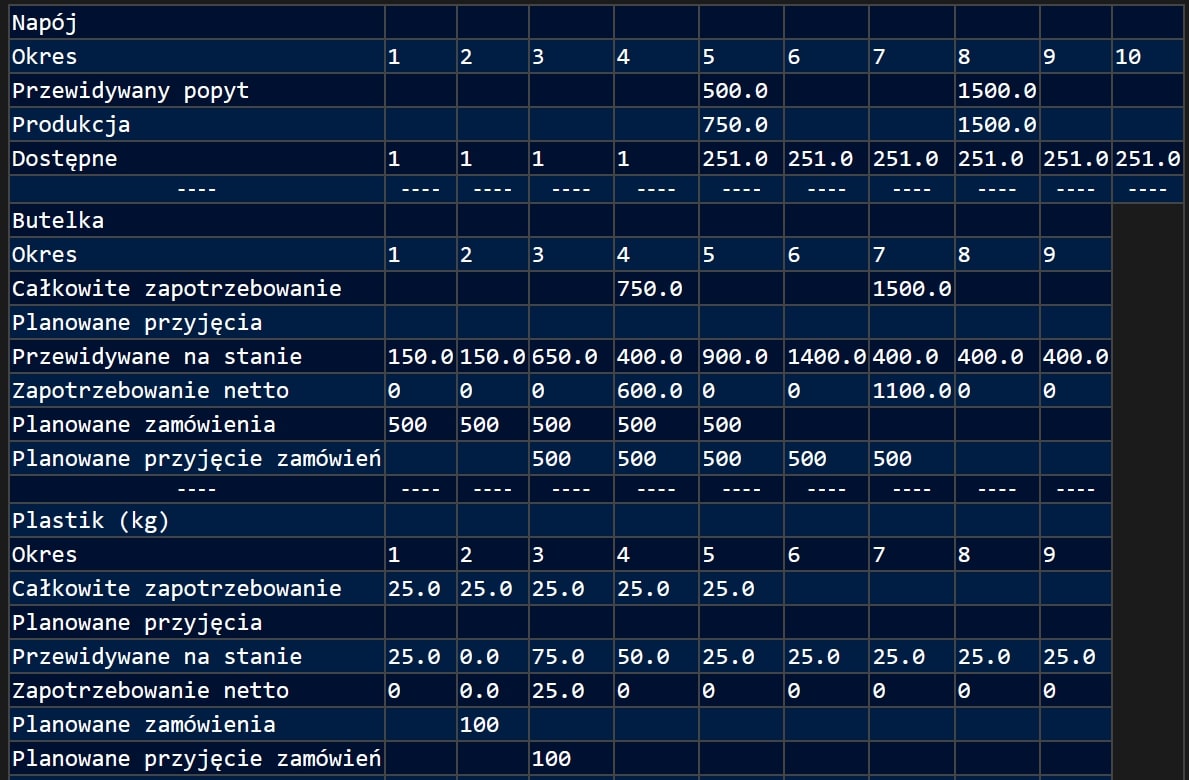 Napój
Okres 1 2 3 4 5 6 7 8 9 10
Przewidywany popyt 500.0 1500.0
Produkcja 750.0 1500.0
Dostępne 1 1 1 1 251.0 251.0 251.0 251.0 251.0 251.0
---- ---- ---- ---- ---- ---- ---- ---- ---- ---- ----
Butelka
Okres 1 2 3 4 5 6 7 8 9
Całkowite zapotrzebowanie 750.0 1500.0
Planowane przyjęcia
Przewidywane na stanie 150.0 150.0 650.0 400.0 900.0 1400.0 400.0 400.0 400.0
Zapotrzebowanie netto 0 0 0 600.0 0 0 1100.0 0 0
Planowane zamówienia 500 500 500 500 500
Planowane przyjęcie zamówień 500 500 500 500 500
---- ---- ---- ---- ---- ---- ---- ---- ---- ----
Plastik (kg)
Okres 1 2 3 4 5 6 7 8 9
Całkowite zapotrzebowanie 25.0 25.0 25.0 25.0 25.0
Planowane przyjęcia
Przewidywane na stanie 25.0 0.0 75.0 50.0 25.0 25.0 25.0 25.0 25.0
Zapotrzebowanie netto 0 0.0 25.0 0 0 0 0 0 0
Planowane zamówienia 100
Planowane przyjęcie zamówień 100